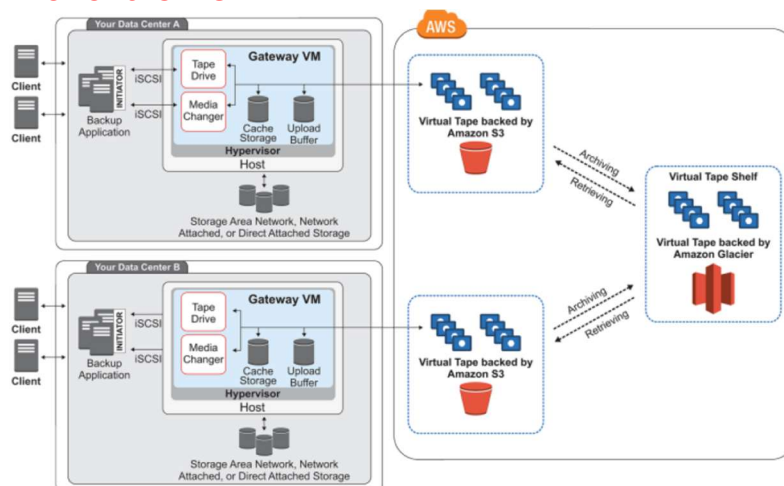 Your Data Center A
Client
Client
INITIATOR
Backup
Application
iSCSI
iSCSI
Gateway VM
Tape
Drive
Media
Changer
Cache
Storage
Upload
Buffer
Hypervisor
Host
Storage Area Network, Network
Attached, or Direct Attached Storage
Your Data Center B
Client
Client
INITIATOR
Backup
Application
iSCSI
iSCSI
Gateway VM
Tape
Drive
Media
Changer
Cache
Storage
Upload
Buffer
Hypervisor
Host
Storage Area Network, Network
Attached, or Direct Attached Storage
AWS
Virtual Tape backed by
Amazon S3
Archiving
Retrieving
Virtual Tape Shelf
Virtual Tape backed by
Amazon Glacier
Archiving
Retrieving
Virtual Tape backed by
Amazon S3